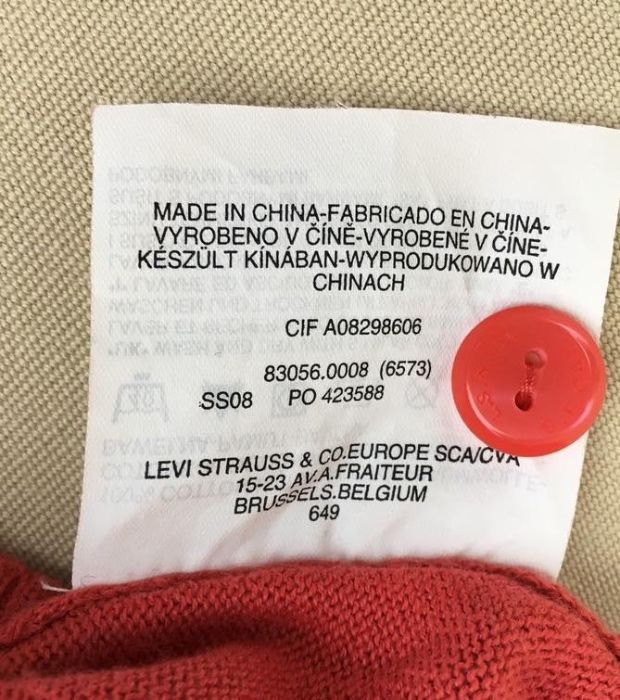 MADE IN CHINA-FABRICADO EN CHINA-
VYROBENO V ČÍNĚ-VYROBENÉ V ČÍNE-
KÉSZÜLT KÍNÁBAN-WYPRODUKOWANO W
CHINACH
CIF A08298606
83056.0008 (6573)
SS08 PO 423588
LEVI STRAUSS & CO.EUROPE SCA/CVA
15-23 AV.A.FRAITEUR
BRUSSELS.BELGIUM
649